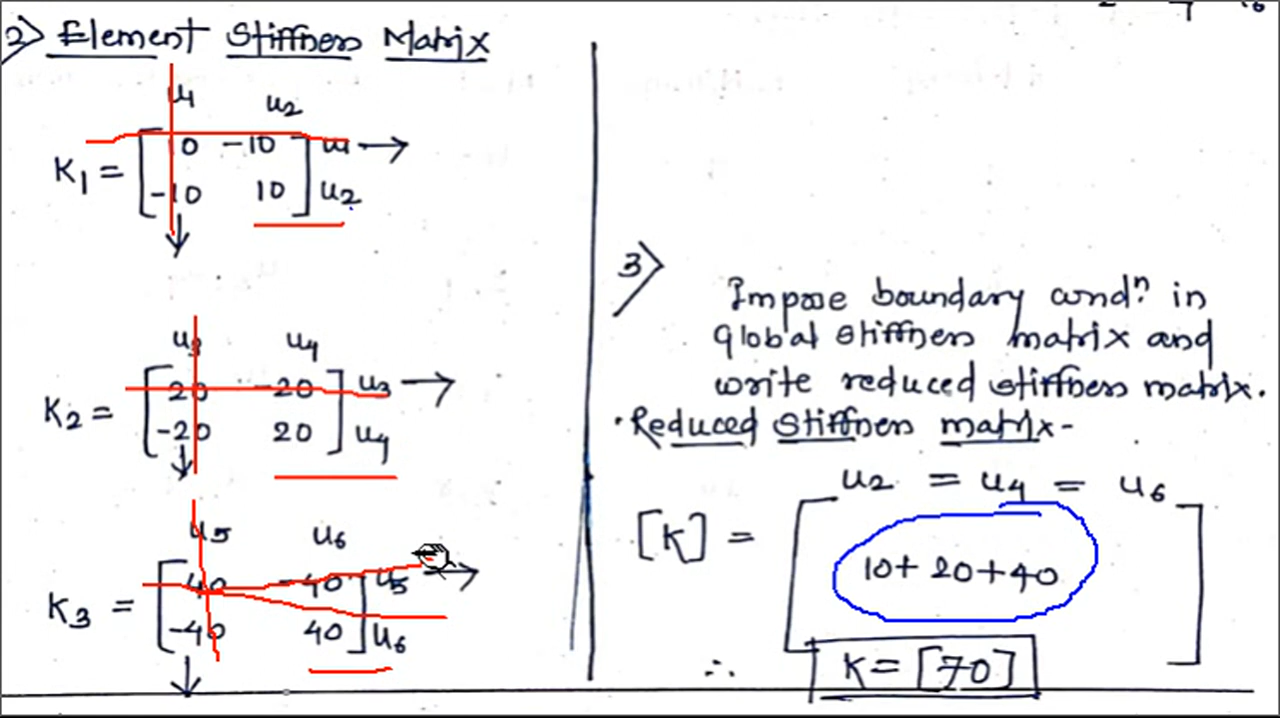 2) Element Stiffness Matrix
u1 u2
K1 = [10 -10] u1 →
[-10 10] u2
u3 u4
K2 = [20 -20] u3 →
[-20 20] u4
u5 u6
K3 = [40 -40] u5 →
[-40 40] u6
3)
Impose boundary condn in
global stiffness matrix and
write reduced stiffness matrix.
·Reduced Stiffness matrix-
u2 = u4 = u6
[K] = [10+20+40]
∴ K=[70]